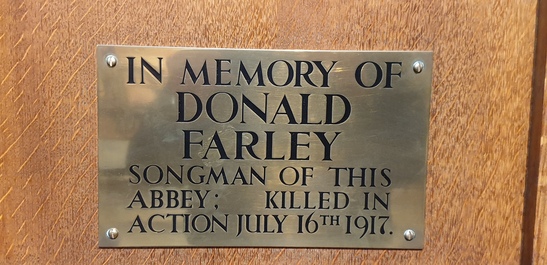 IN MEMORY OF
DONALD
FARLEY
SONGMAN OF THIS
ABBEY; KILLED IN
ACTION JULY 16TH 1917.